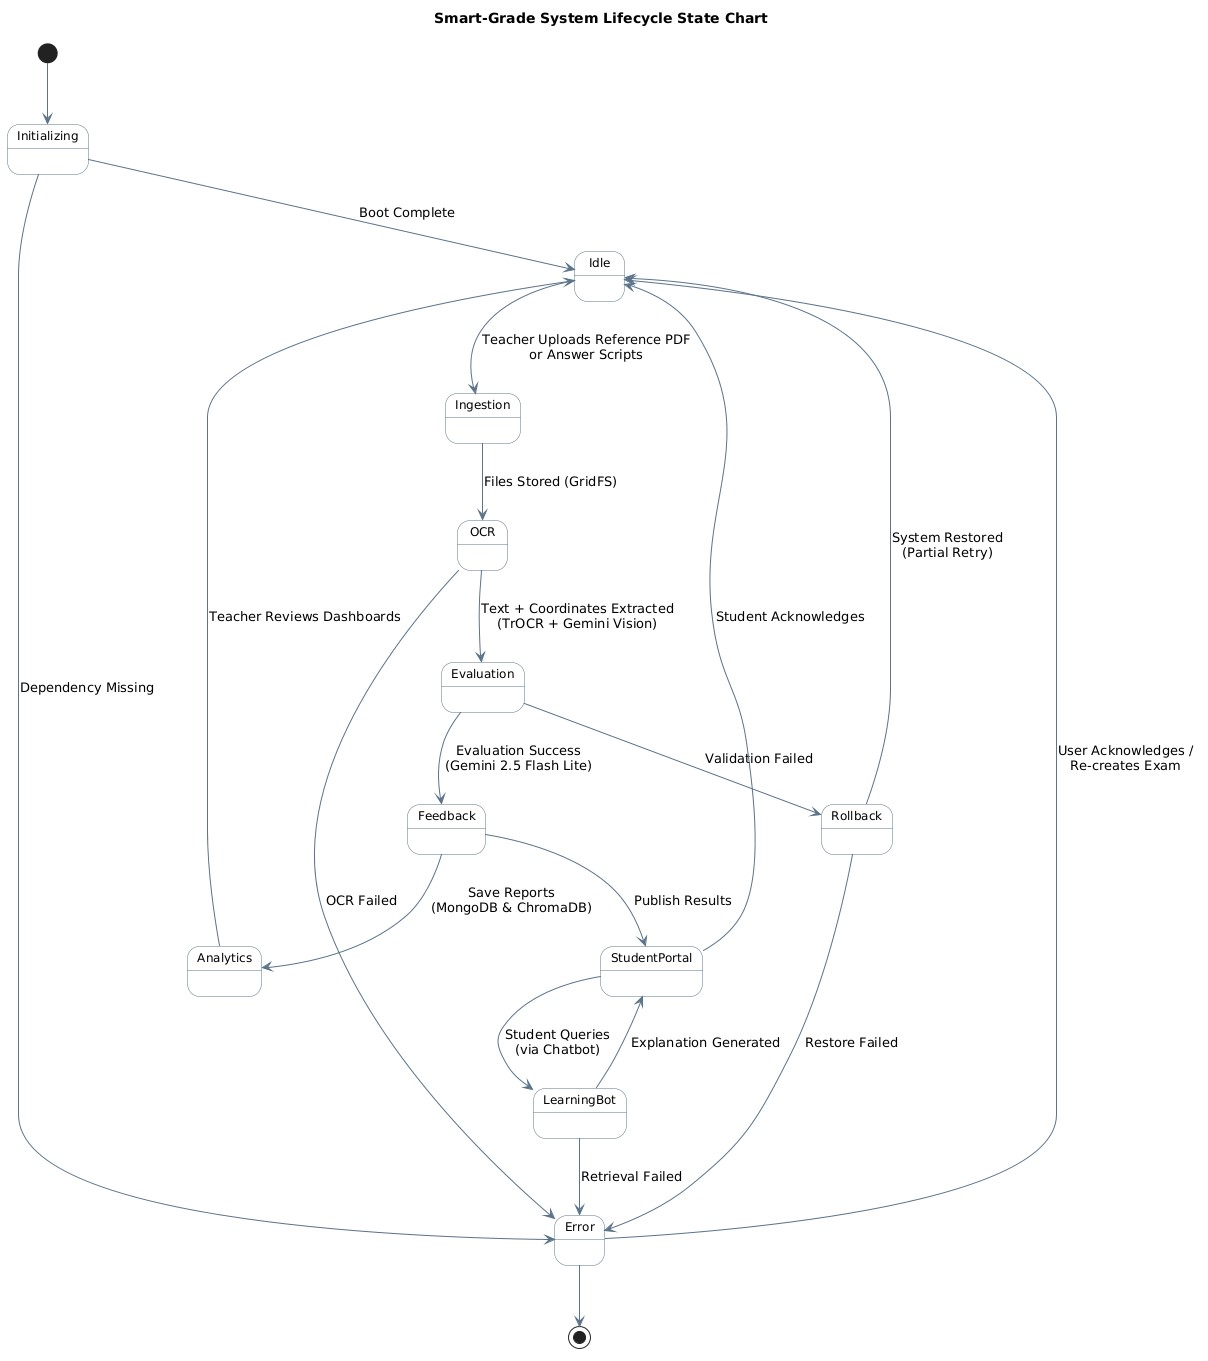 Smart-Grade System Lifecycle State Chart
Initializing
Boot Complete
Idle
Teacher Uploads Reference PDF
or Answer Scripts
Ingestion
Files Stored (GridFS)
OCR
System Restored
(Partial Retry)
Text + Coordinates Extracted
(TrOCR + Gemini Vision)
Teacher Reviews Dashboards
Student Acknowledges
Evaluation
Dependency Missing
Evaluation Success
(Gemini 2.5 Flash Lite)
Validation Failed
User Acknowledges /
Re-creates Exam
Feedback
Rollback
Save Reports
(MongoDB & ChromaDB)
OCR Failed
Publish Results
Analytics
StudentPortal
Student Queries
(via Chatbot)
Explanation Generated
Restore Failed
LearningBot
Retrieval Failed
Error